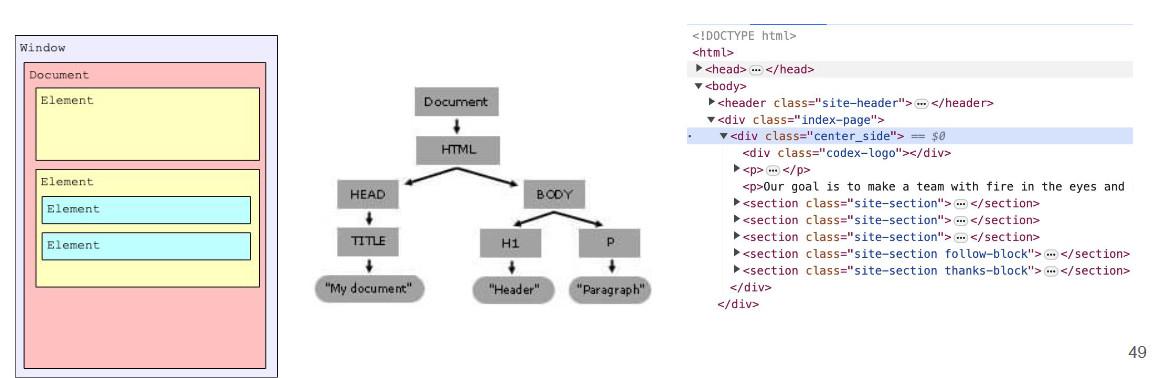 Window
Document
Element
Element
Element
Element
Document
HTML
HEAD
BODY
TITLE
H1
P
"My document"
"Header"
"Paragraph"
<!DOCTYPE html>
<html>
<head> ••• </head>
<body>
<header class="site-header"> ••• </header>
<div class="index-page">
<div class="center_side"> == $0
<div class="codex-logo"></div>
<p> ••• </p>
<p>Our goal is to make a team with fire in the eyes and
<section class="site-section"> ••• </section>
<section class="site-section"> ••• </section>
<section class="site-section"> ••• </section>
<section class="site-section follow-block"> ••• </section>
<section class="site-section thanks-block"> ••• </section>
</div>
</div>
49